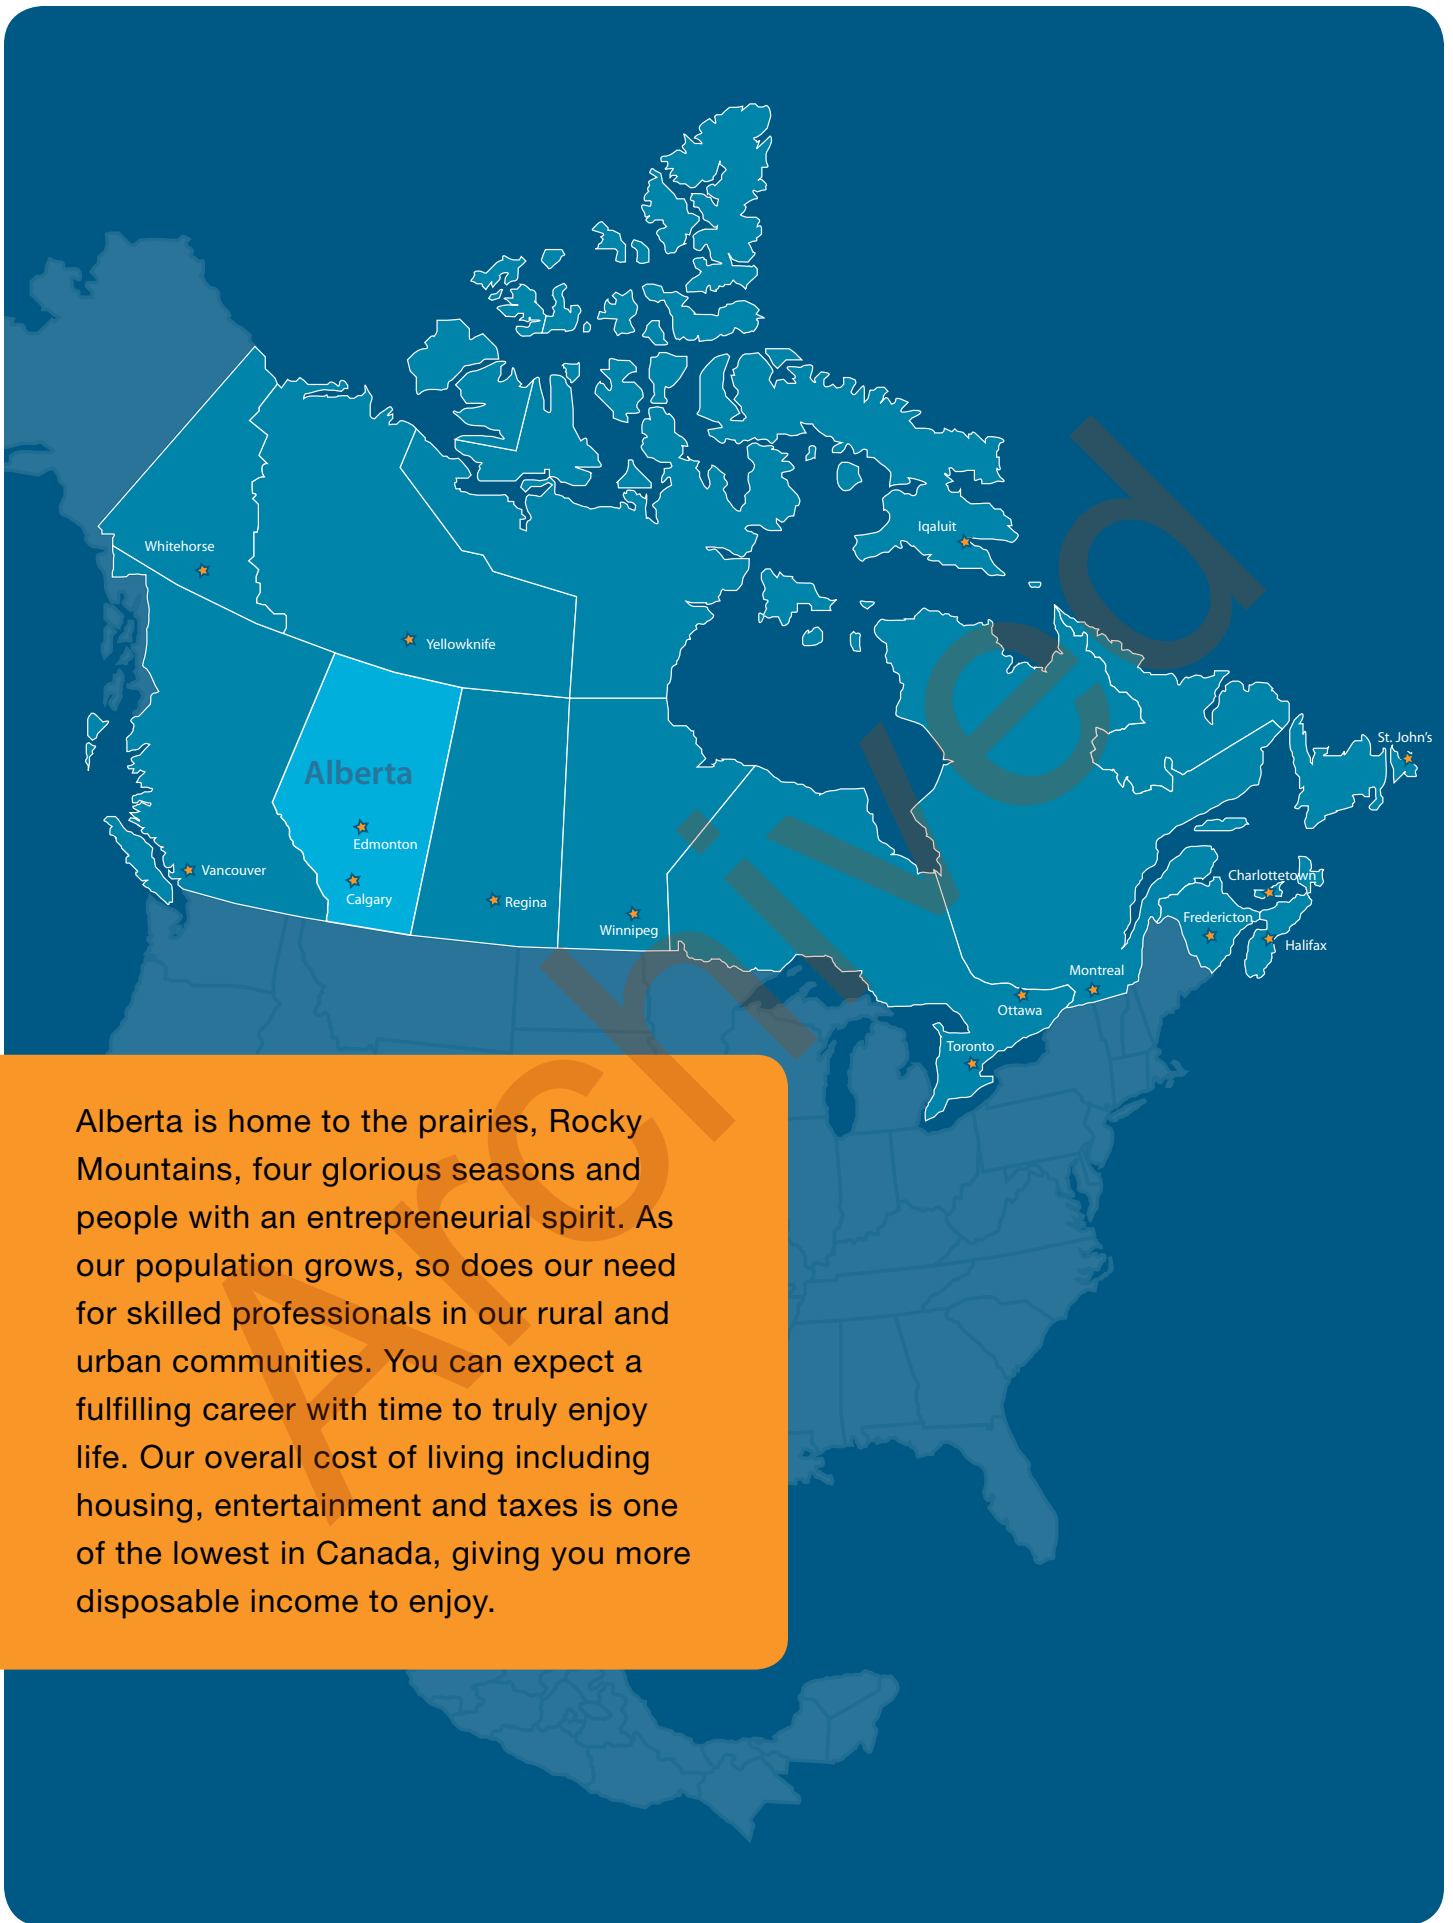 Iqaluit
Whitehorse
Yellowknife
St. John's
Alberta
Edmonton
Vancouver
Calgary
Regina
Winnipeg
Charlottetown
Fredericton
Halifax
Montreal
Ottawa
Toronto
Alberta is home to the prairies, Rocky
Mountains, four glorious seasons and
people with an entrepreneurial spirit. As
our population grows, so does our need
for skilled professionals in our rural and
urban communities. You can expect a
fulfilling career with time to truly enjoy
life. Our overall cost of living including
housing, entertainment and taxes is one
of the lowest in Canada, giving you more
disposable income to enjoy.
Archived